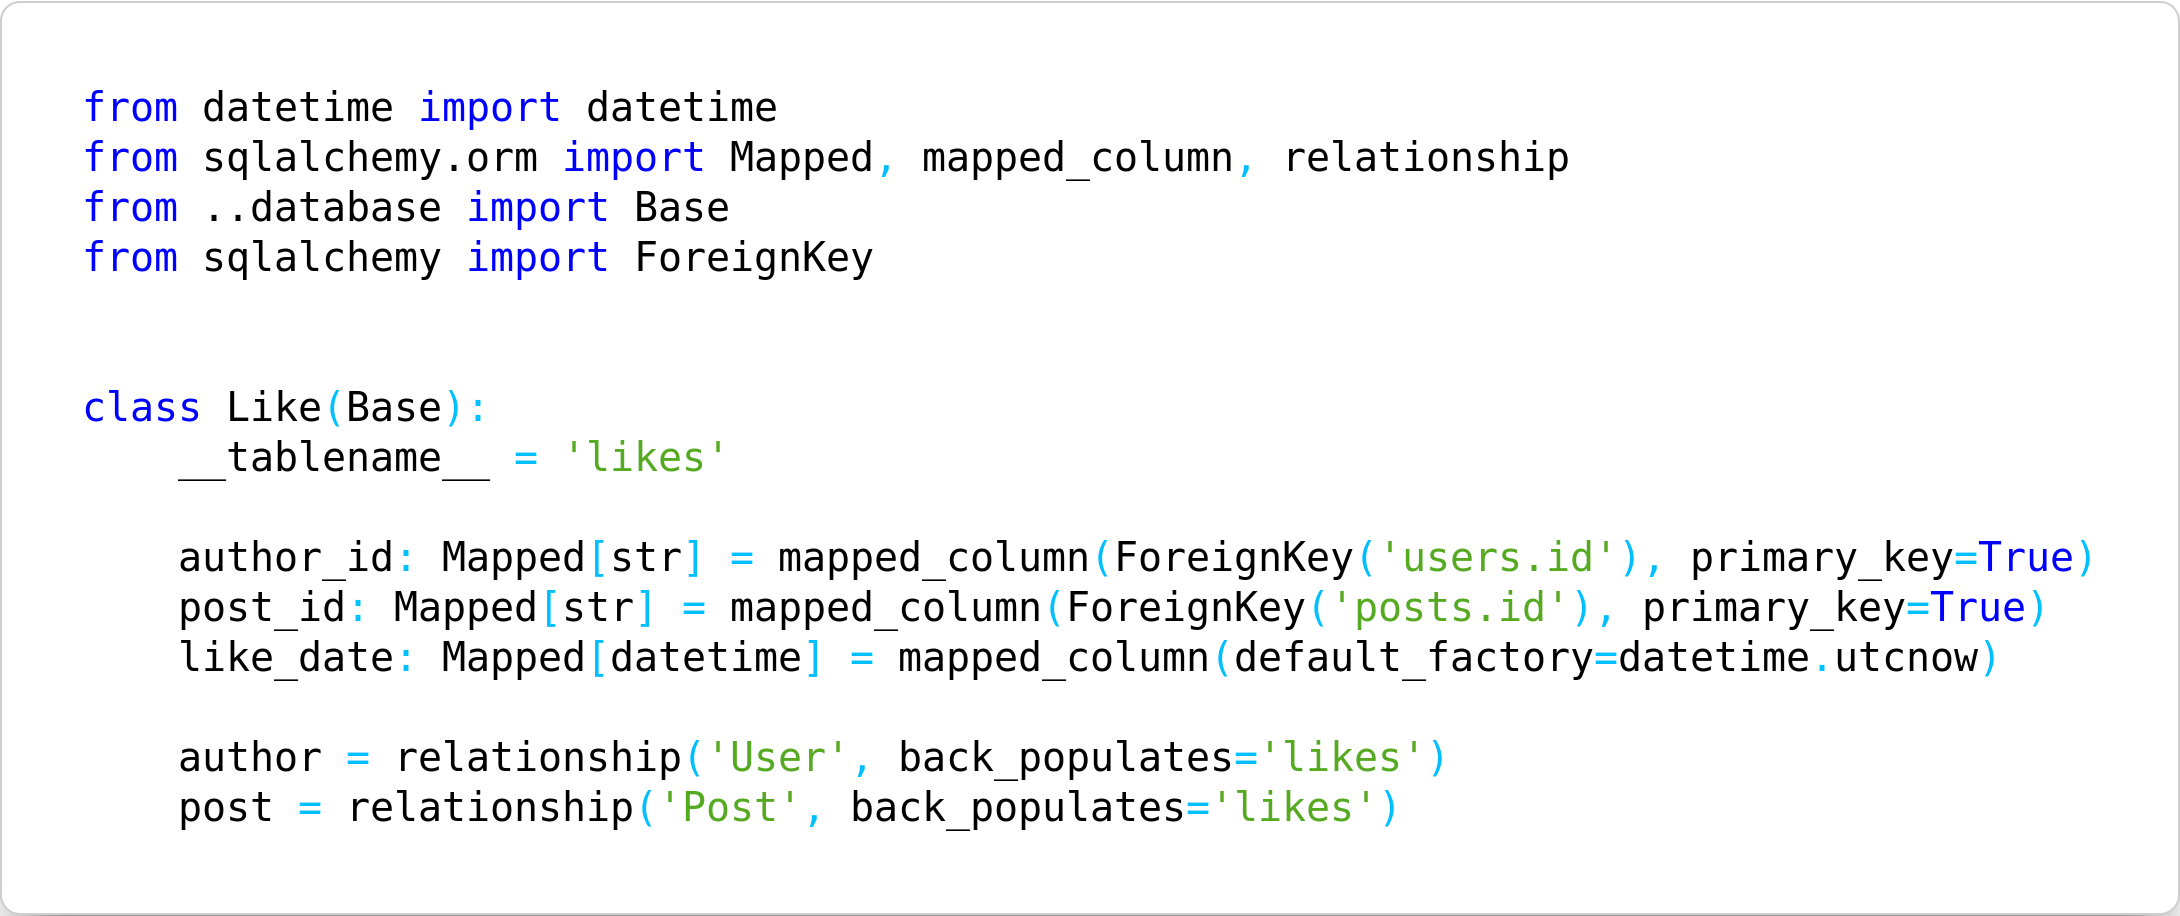 from datetime import datetime
from sqlalchemy.orm import Mapped, mapped_column, relationship
from ..database import Base
from sqlalchemy import ForeignKey


class Like(Base):
    __tablename__ = 'likes'

    author_id: Mapped[str] = mapped_column(ForeignKey('users.id'), primary_key=True)
    post_id: Mapped[str] = mapped_column(ForeignKey('posts.id'), primary_key=True)
    like_date: Mapped[datetime] = mapped_column(default_factory=datetime.utcnow)

    author = relationship('User', back_populates='likes')
    post = relationship('Post', back_populates='likes')